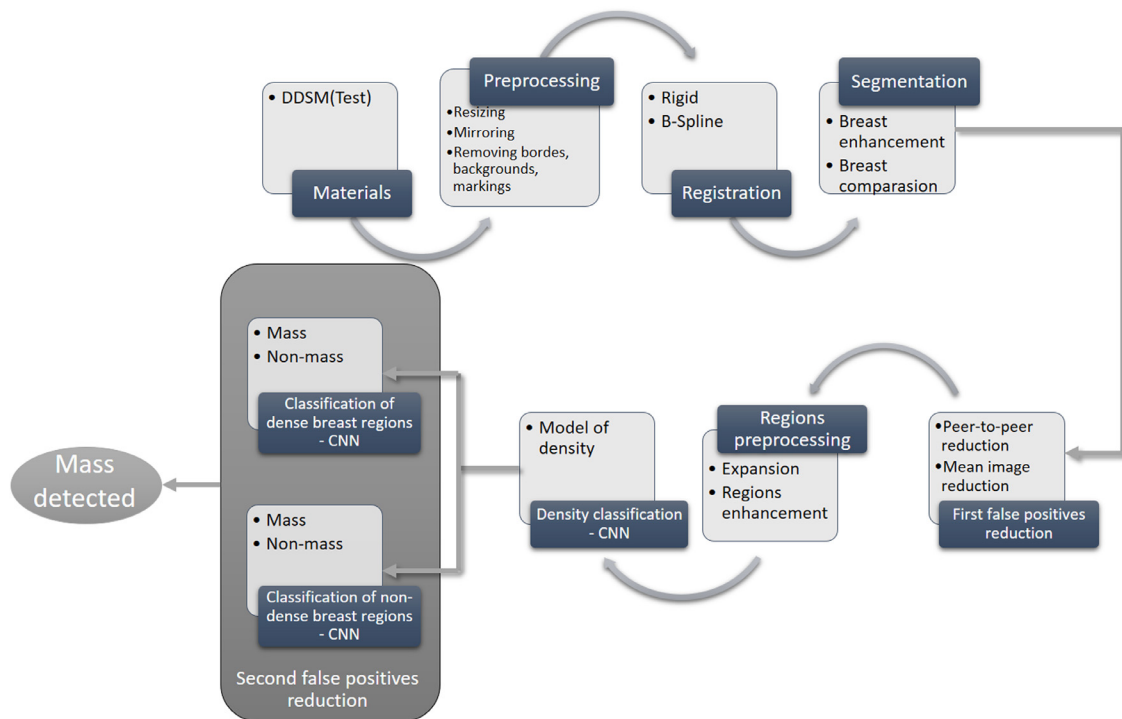 • DDSM(Test)
Materials
Preprocessing
•Resizing
•Mirroring
•Removing bordes,
backgrounds,
markings
• Rigid
• B-Spline
Registration
Segmentation
• Breast
enhancement
• Breast
comparasion
•Peer-to-peer
reduction
•Mean image
reduction
First false positives
reduction
Regions
preprocessing
• Expansion
• Regions
enhancement
• Model of
density
Density classification
- CNN
• Mass
• Non-mass
Classification of
dense breast regions
- CNN
• Mass
• Non-mass
Classification of non-
dense breast regions
- CNN
Second false positives
reduction
Mass
detected